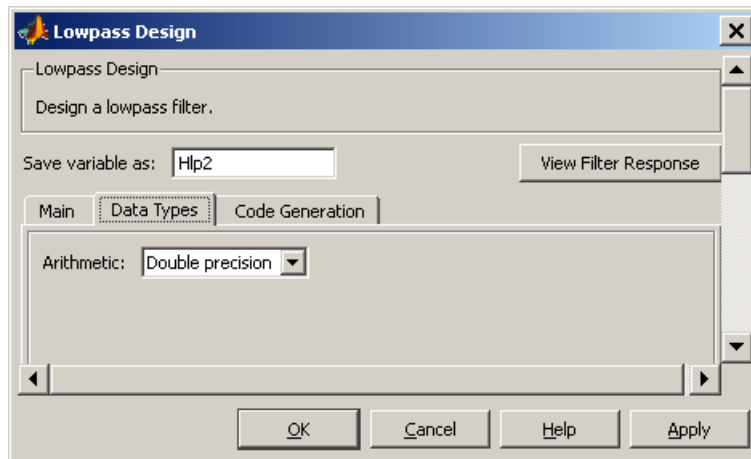 Lowpass Design
Lowpass Design
Design a lowpass filter.
Save variable as: Hlp2 View Filter Response
Main Data Types Code Generation
Arithmetic: Double precision
OK Cancel Help Apply